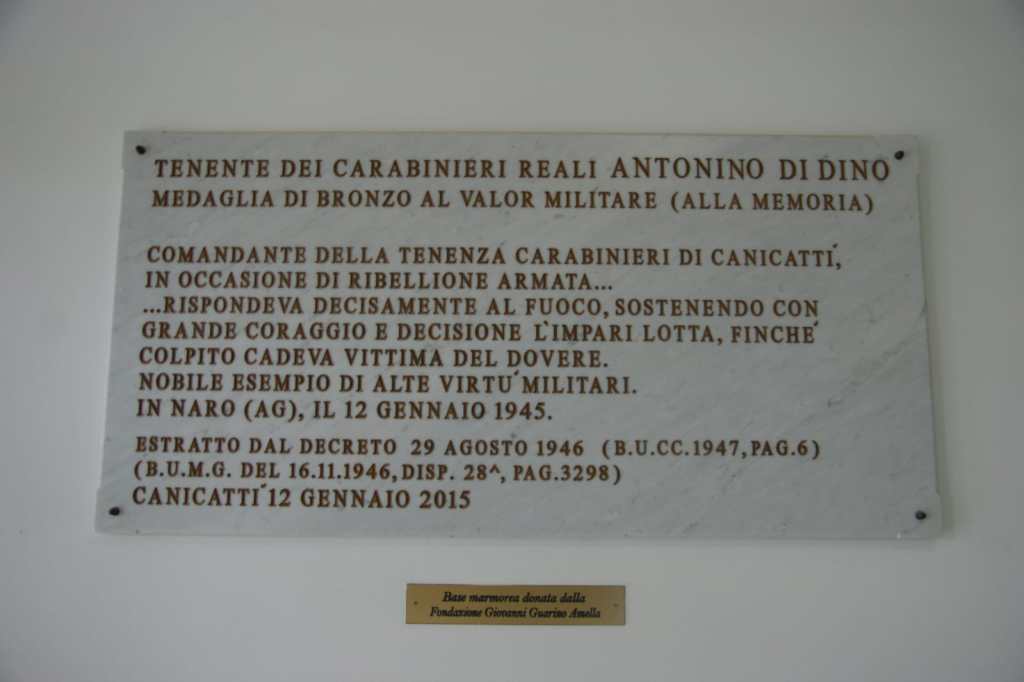 TENENTE DEI CARABINIERI REALI ANTONINO DI DINO
MEDAGLIA DI BRONZO AL VALOR MILITARE (ALLA MEMORIA)
COMANDANTE DELLA TENENZA CARABINIERI DI CANICATTÍ,
IN OCCASIONE DI RIBELLIONE ARMATA...
...RISPONDEVA DECISAMENTE AL FUOCO, SOSTENENDO CON
GRANDE CORAGGIO E DECISIONE L'IMPARI LOTTA, FINCHÉ
COLPITO CADEVA VITTIMA DEL DOVERE.
NOBILE ESEMPIO DI ALTE VIRTÚ MILITARI.
IN NARO (AG), IL 12 GENNAIO 1945.
ESTRATTO DAL DECRETO 29 AGOSTO 1946 (B.U.CC.1947, PAG.6)
(B.U.M.G. DEL 16.11.1946, DISP. 28^, PAG.3298)
CANICATTÍ 12 GENNAIO 2015
Base marmorea donata dalla
Fondazione Giovanni Guarino Amella